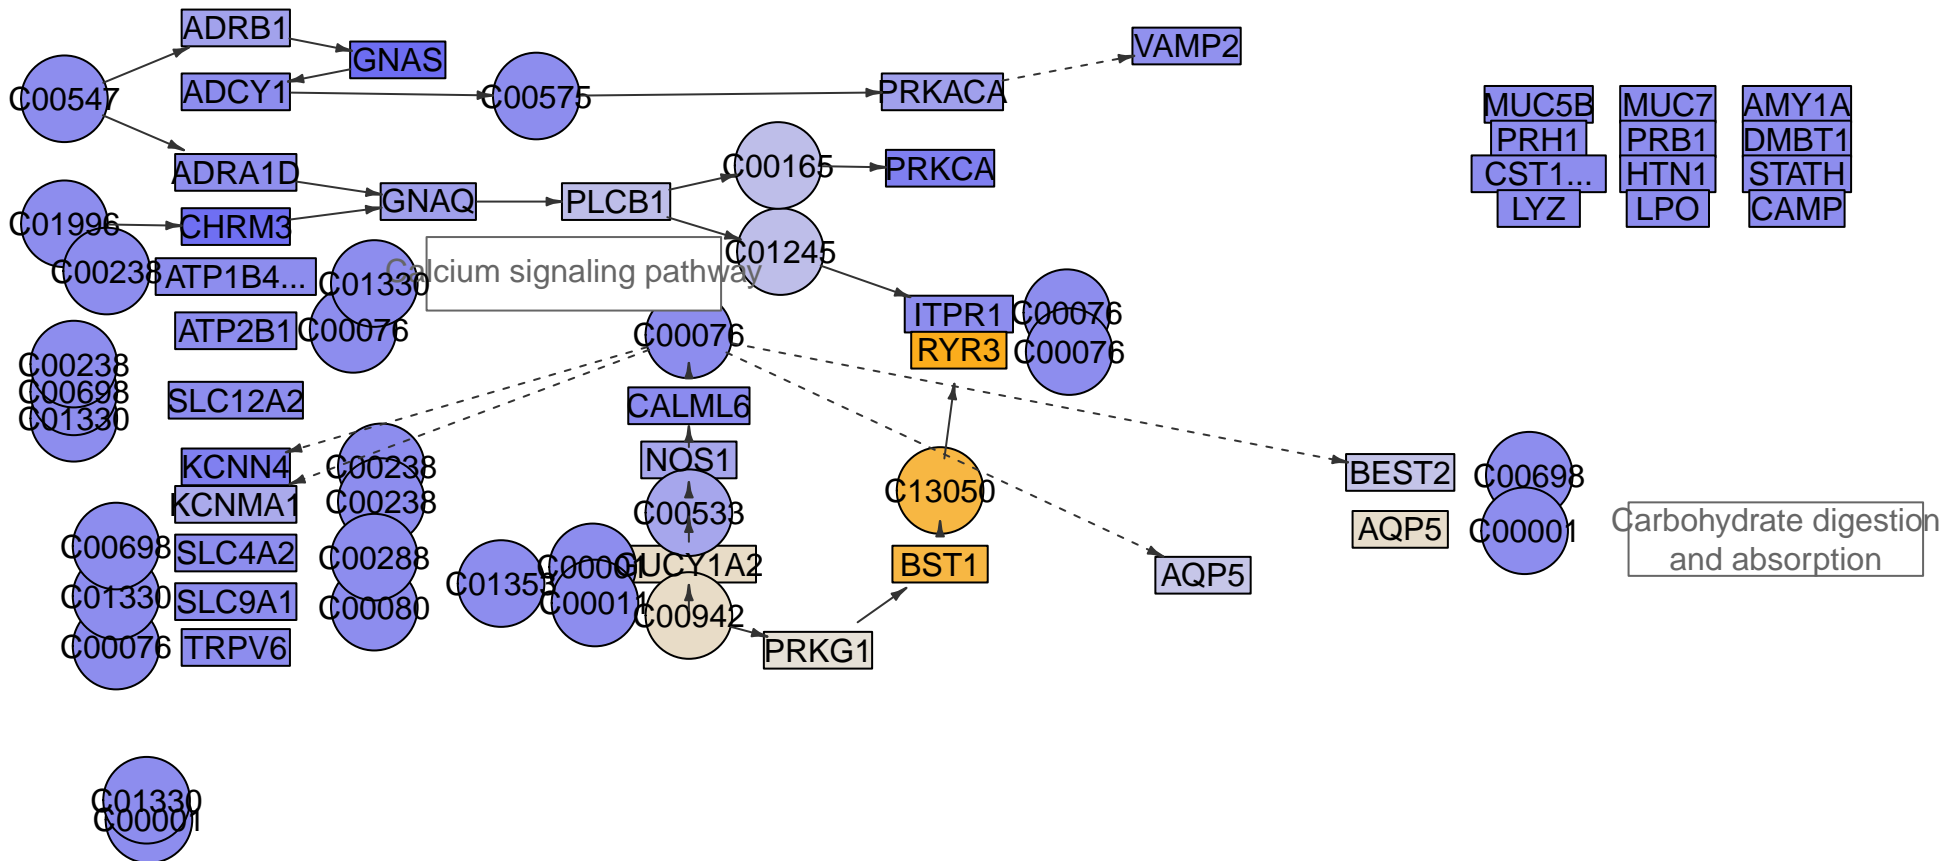 ADRB1
GNAS
VAMP2
C00547
ADCY1
C00575
PRKACA
MUC5B
MUC7
AMY1A
PRH1
PRB1
DMBT1
CST1...
HTN1
STATH
LYZ
LPO
CAMP
ADRA1D
C00165
PRKCA
GNAQ
PLCB1
C01996
CHRM3
C01245
C00238
ATP1B4...
C01330
Calcium signaling pathway
ATP2B1
C00076
C00076
ITPR1
C00076
RYR3
C00076
C00238
C00698
C01330
SLC12A2
CALML6
KCNN4
C00238
NOS1
BEST2
C00698
KCNMA1
C00238
C00533
C13050
AQP5
C00001
Carbohydrate digestion
and absorption
C00698
SLC4A2
C00288
C01353
C00001
GUCY1A2
BST1
AQP5
C01330
SLC9A1
C00080
C00011
C00942
C00076
TRPV6
PRKG1
C01330
C00001